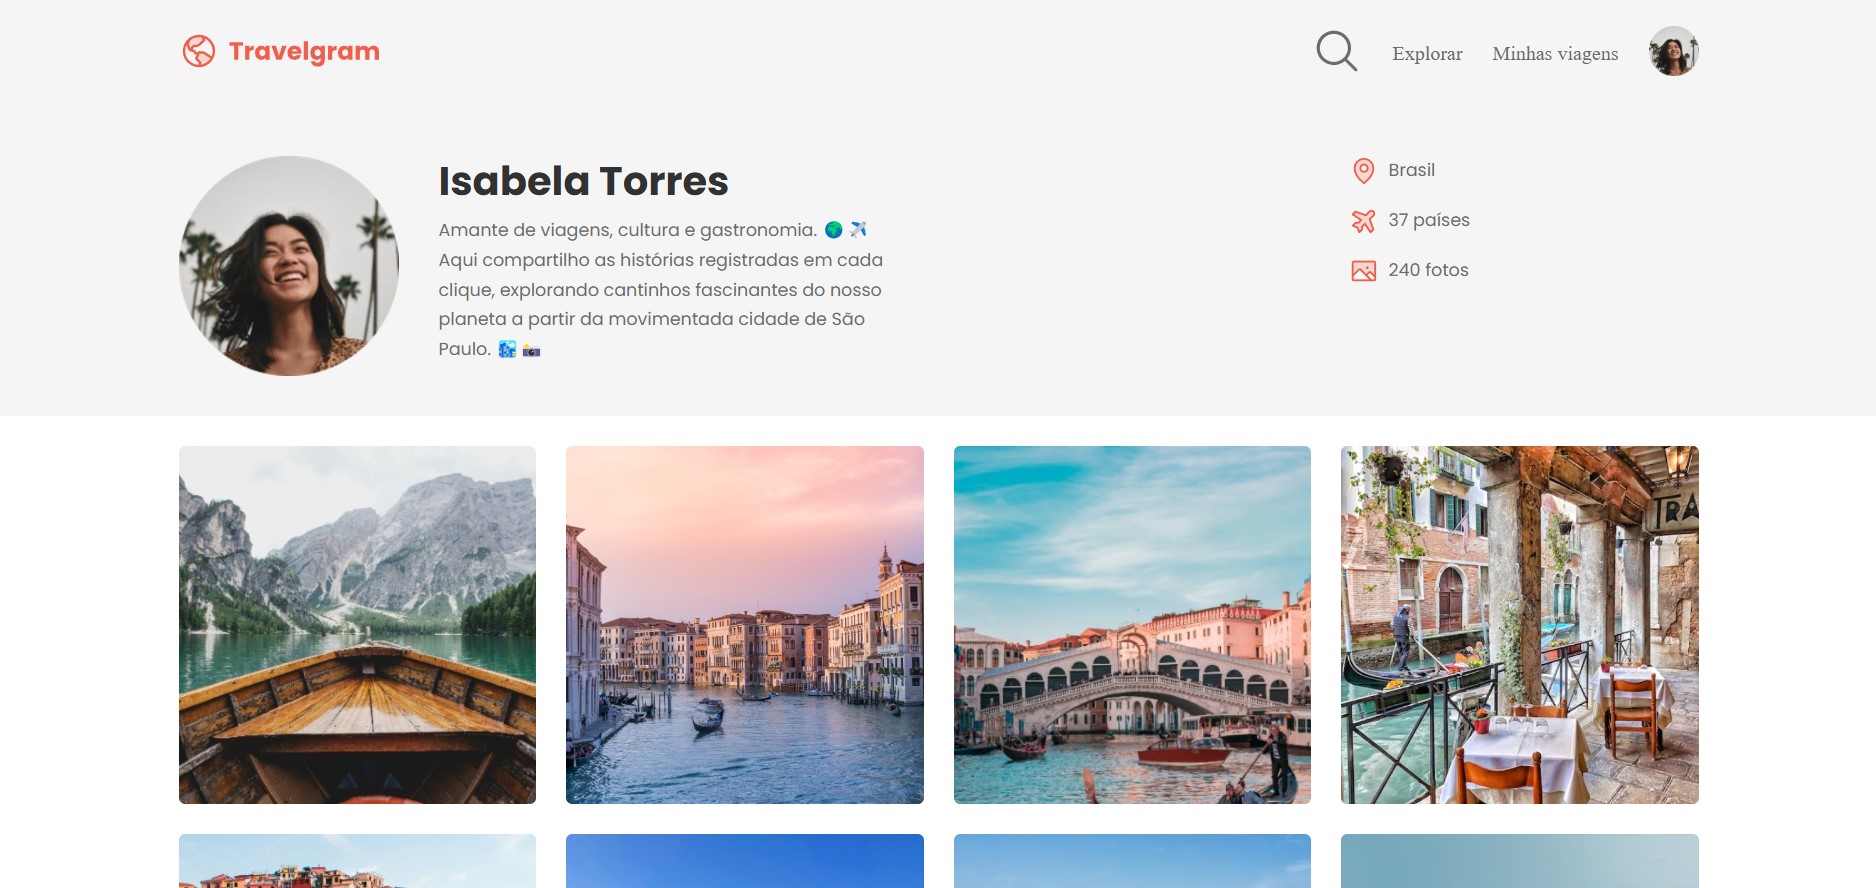 Travelgram
Explorar
Minhas viagens
Isabela Torres
Amante de viagens, cultura e gastronomia. 🌍 ✈️
Aqui compartilho as histórias registradas em cada
clique, explorando cantinhos fascinantes do nosso
planeta a partir da movimentada cidade de São
Paulo. 🏙️ 📸
Brasil
37 países
240 fotos
TRA